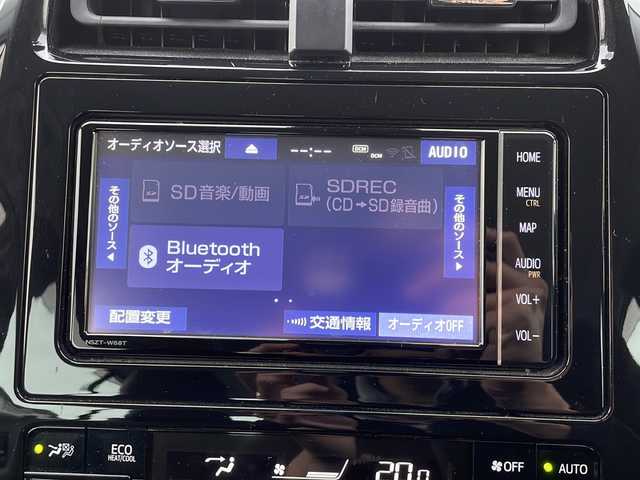 オーディオソース選択
--:--
DCM
DCM
AUDIO
その他のソース
SD音楽/動画
SDREC
(CD→SD録音曲)
その他のソース
Bluetooth
オーディオ
配置変更
交通情報
オーディオOFF
NSZT-W68T
HOME
MENU
CTRL
MAP
AUDIO
PWR
VOL+
VOL-
ECO
HEAT/COOL
20.0
OFF
AUTO